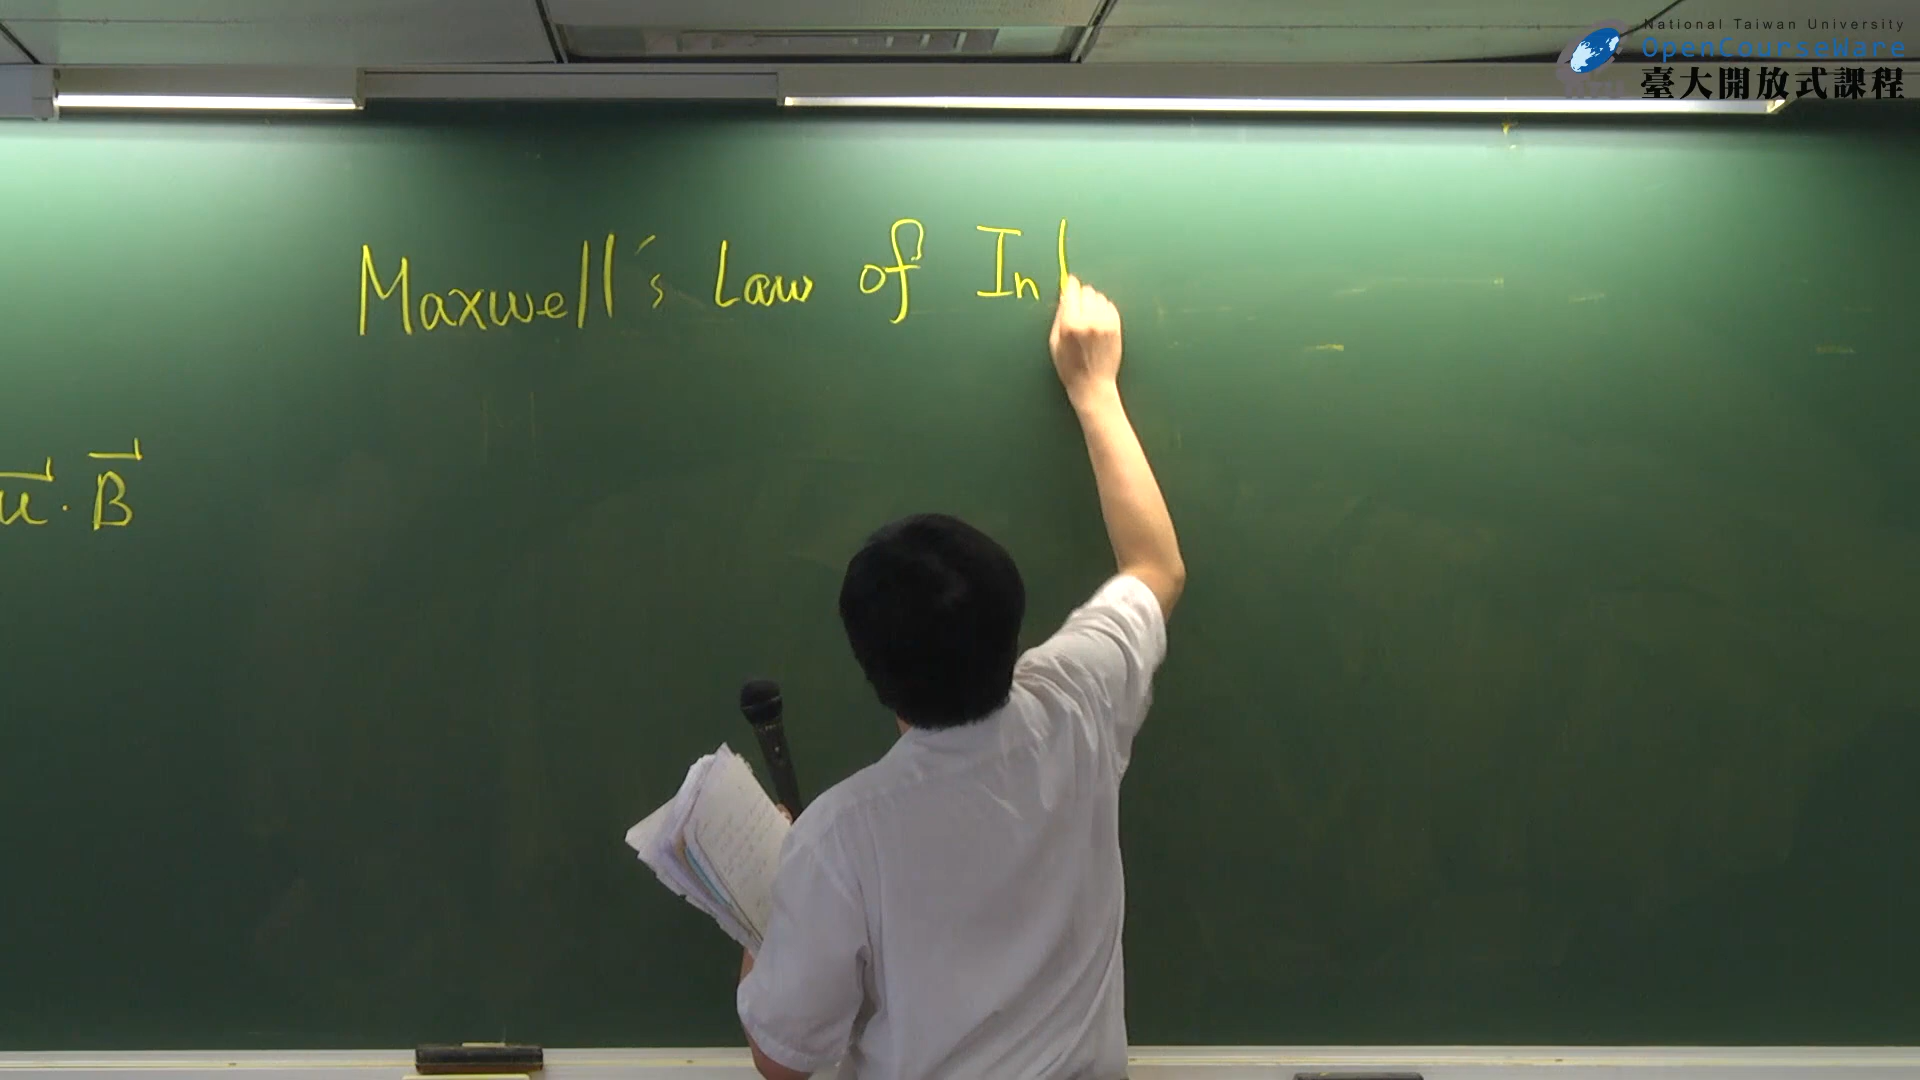 National Taiwan University
OpenCourseWare
臺大開放式課程
Maxwell's Law of In
u · B